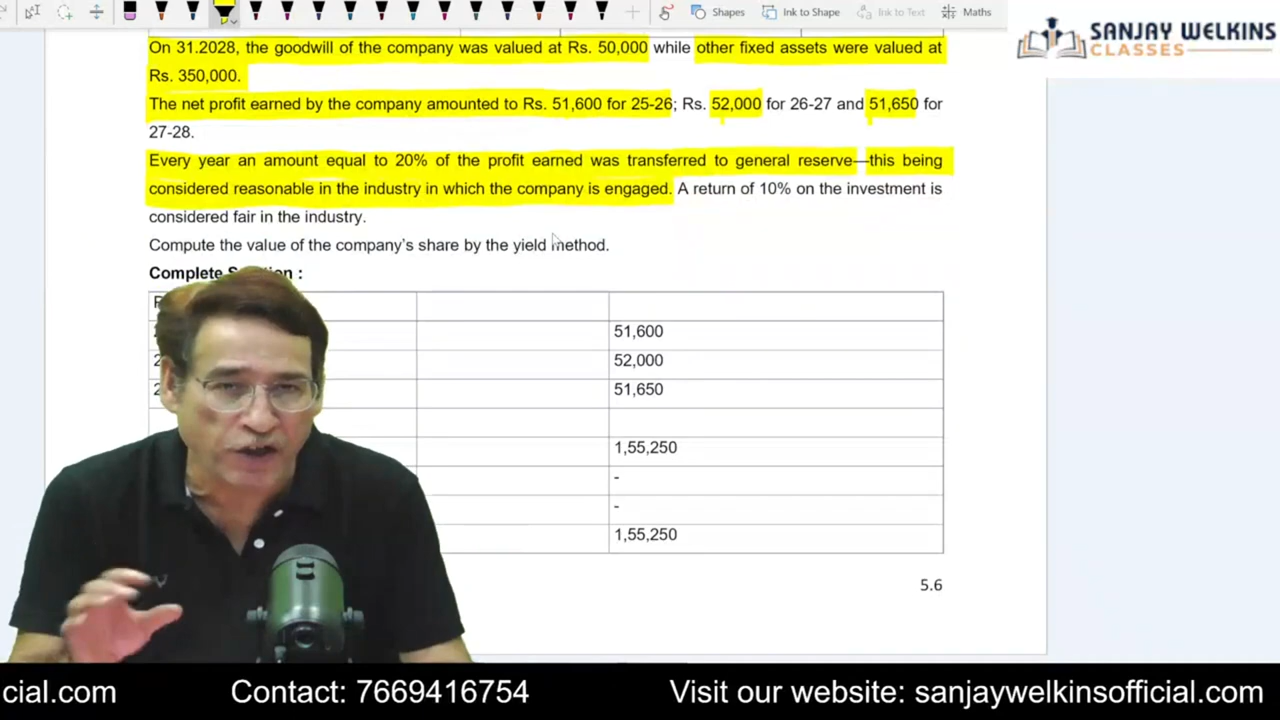 Shapes Ink to Shape Ink to Text Maths
SANJAY WELKINS
CLASSES
On 31.2028, the goodwill of the company was valued at Rs. 50,000 while other fixed assets were valued at
Rs. 350,000.
The net profit earned by the company amounted to Rs. 51,600 for 25-26; Rs. 52,000 for 26-27 and 51,650 for
27-28.
Every year an amount equal to 20% of the profit earned was transferred to general reserve—this being
considered reasonable in the industry in which the company is engaged. A return of 10% on the investment is
considered fair in the industry.
Compute the value of the company's share by the yield method.
Complete :
51,600
52,000
51,650
1,55,250
-
-
1,55,250
5.6
cial.com Contact: 7669416754 Visit our website: sanjaywelkinsofficial.com